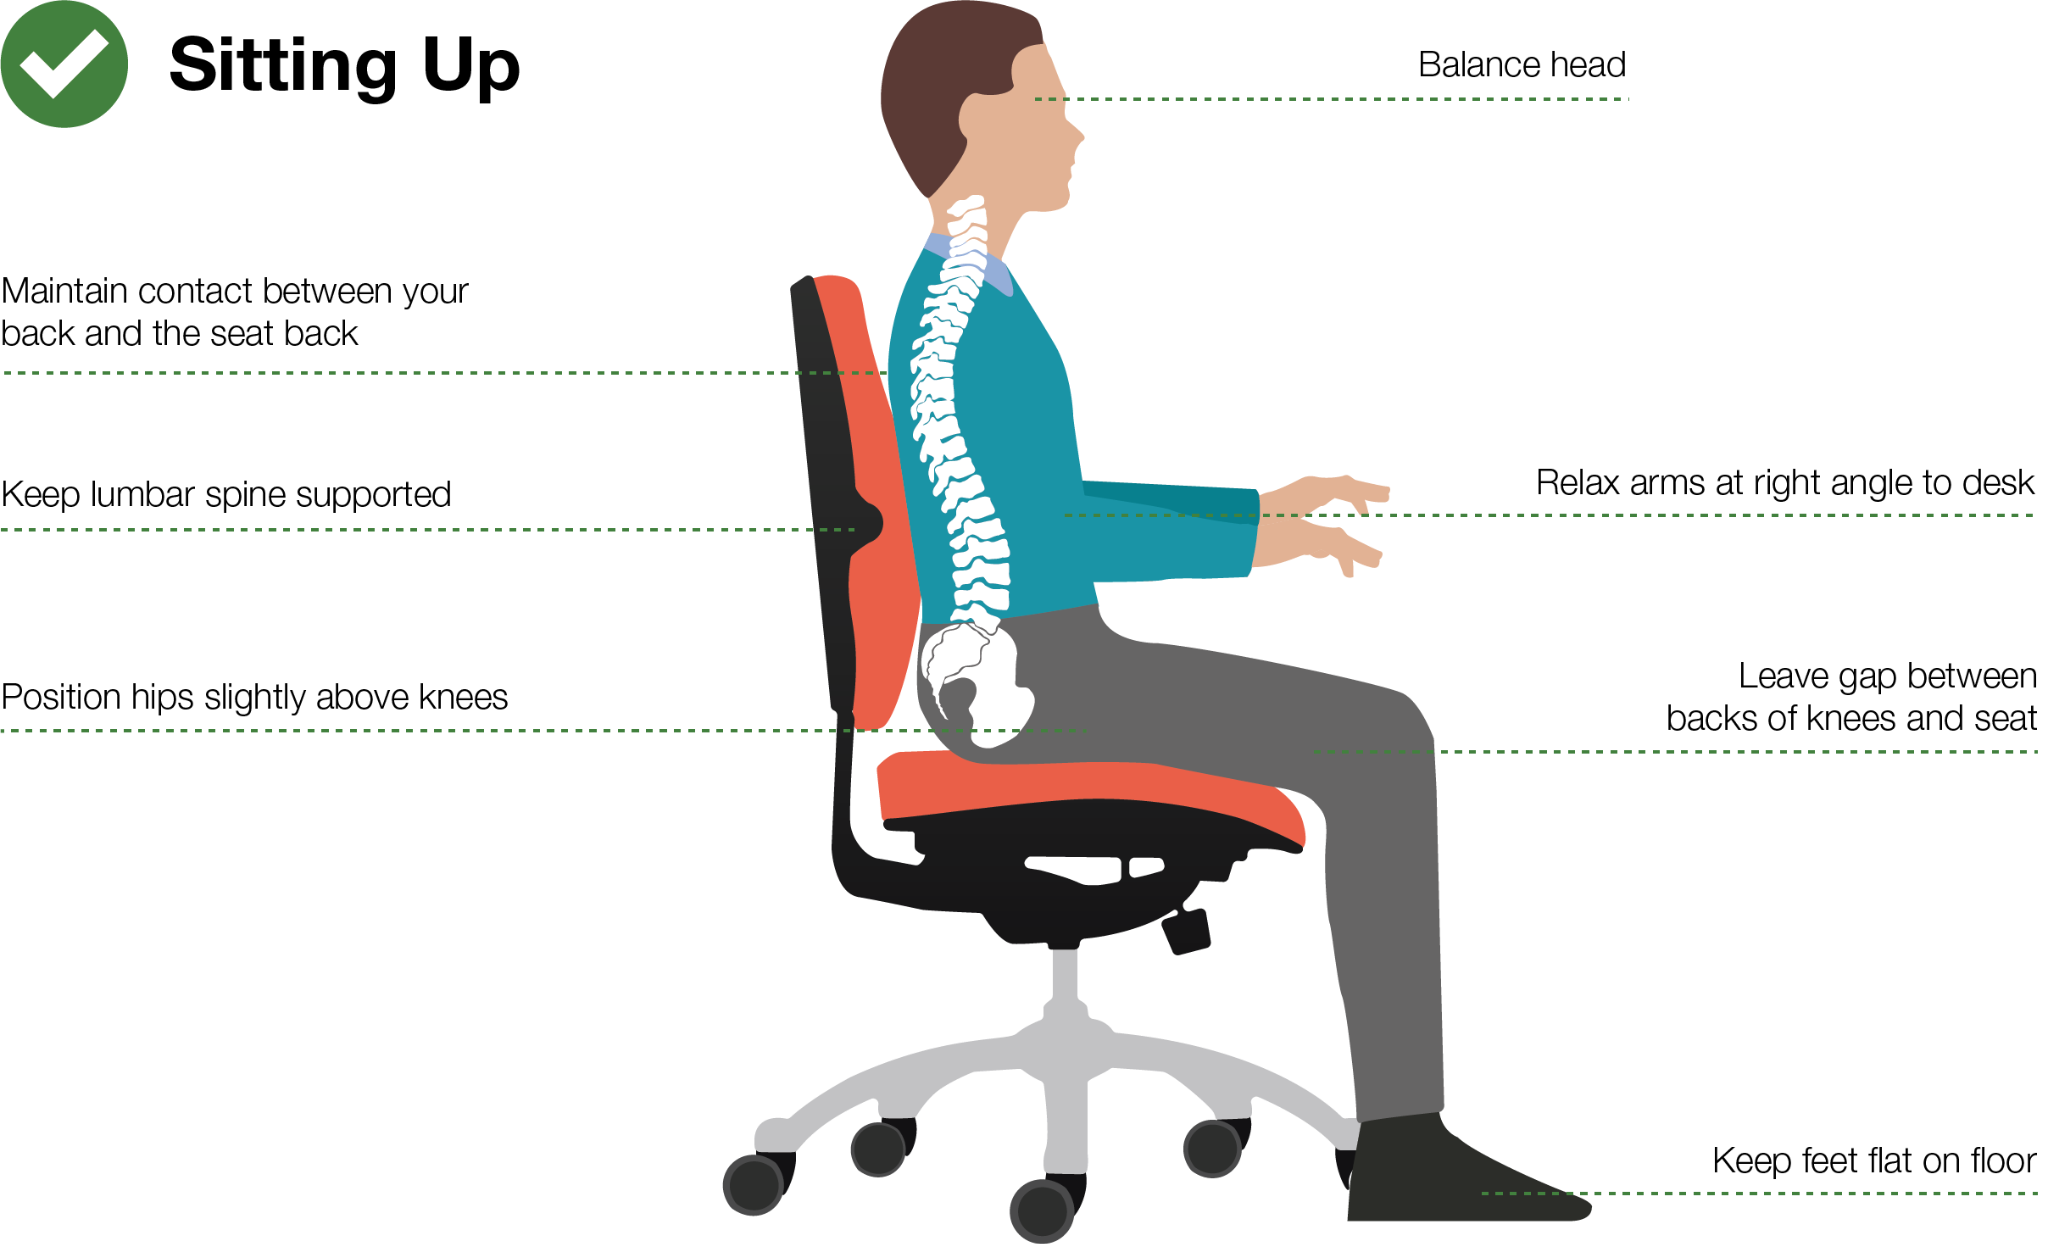 Sitting Up
Balance head
Maintain contact between your
back and the seat back
Keep lumbar spine supported
Relax arms at right angle to desk
Position hips slightly above knees
Leave gap between
backs of knees and seat
Keep feet flat on floor